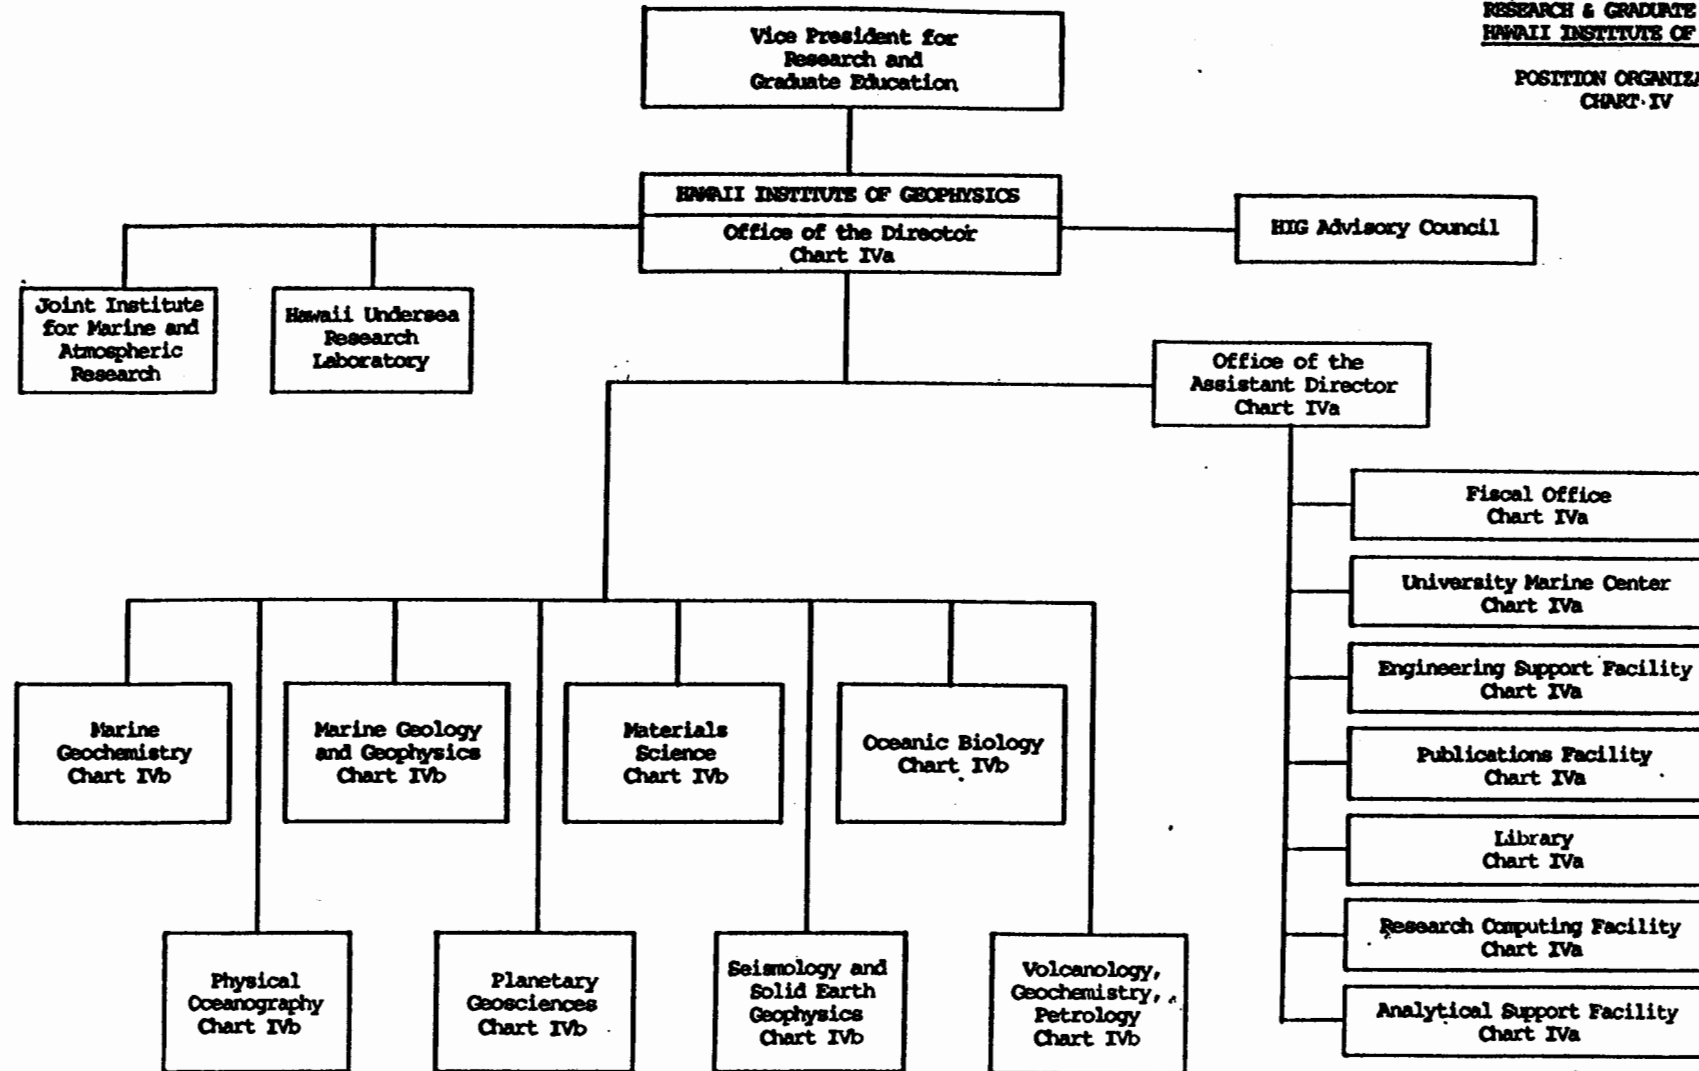 RESEARCH & GRADUATE
HAWAII INSTITUTE OF
POSITION ORGANIZA
CHART IV
Vice President for
Research and
Graduate Education
HAWAII INSTITUTE OF GEOPHYSICS
Office of the Director
Chart IVa
HIG Advisory Council
Joint Institute
for Marine and
Atmospheric
Research
Hawaii Undersea
Research
Laboratory
Office of the
Assistant Director
Chart IVa
Fiscal Office
Chart IVa
University Marine Center
Chart IVa
Engineering Support Facility
Chart IVa
Publications Facility
Chart IVa
Library
Chart IVa
Research Computing Facility
Chart IVa
Analytical Support Facility
Chart IVa
Marine
Geochemistry
Chart IVb
Marine Geology
and Geophysics
Chart IVb
Materials
Science
Chart IVb
Oceanic Biology
Chart IVb
Physical
Oceanography
Chart IVb
Planetary
Geosciences
Chart IVb
Seismology and
Solid Earth
Geophysics
Chart IVb
Volcanology,
Geochemistry,
Petrology
Chart IVb